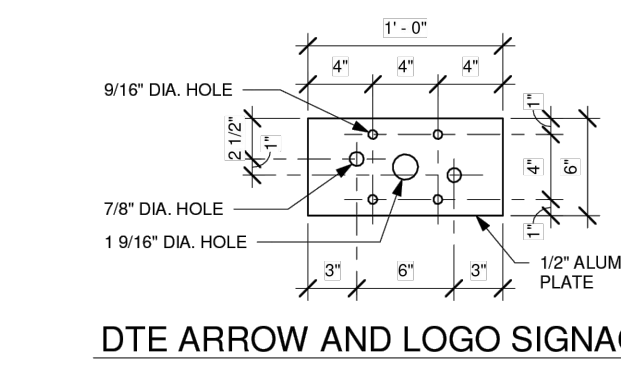 1' - 0"
4" 4" 4"
9/16" DIA. HOLE
1"
2 1/2"
1"
4"
6"
7/8" DIA. HOLE
1"
1 9/16" DIA. HOLE
3" 6" 3"
1/2" ALUM
PLATE
DTE ARROW AND LOGO SIGNA